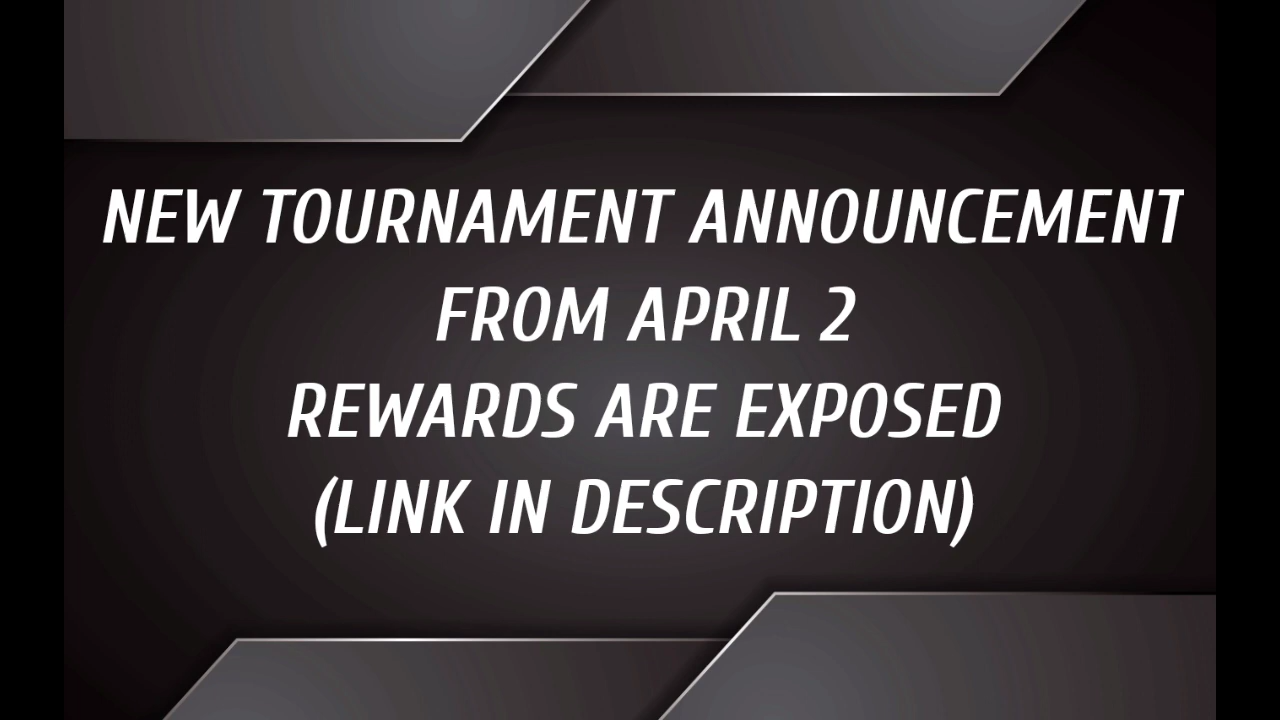 NEW TOURNAMENT ANNOUNCEMENT
FROM APRIL 2
REWARDS ARE EXPOSED
(LINK IN DESCRIPTION)